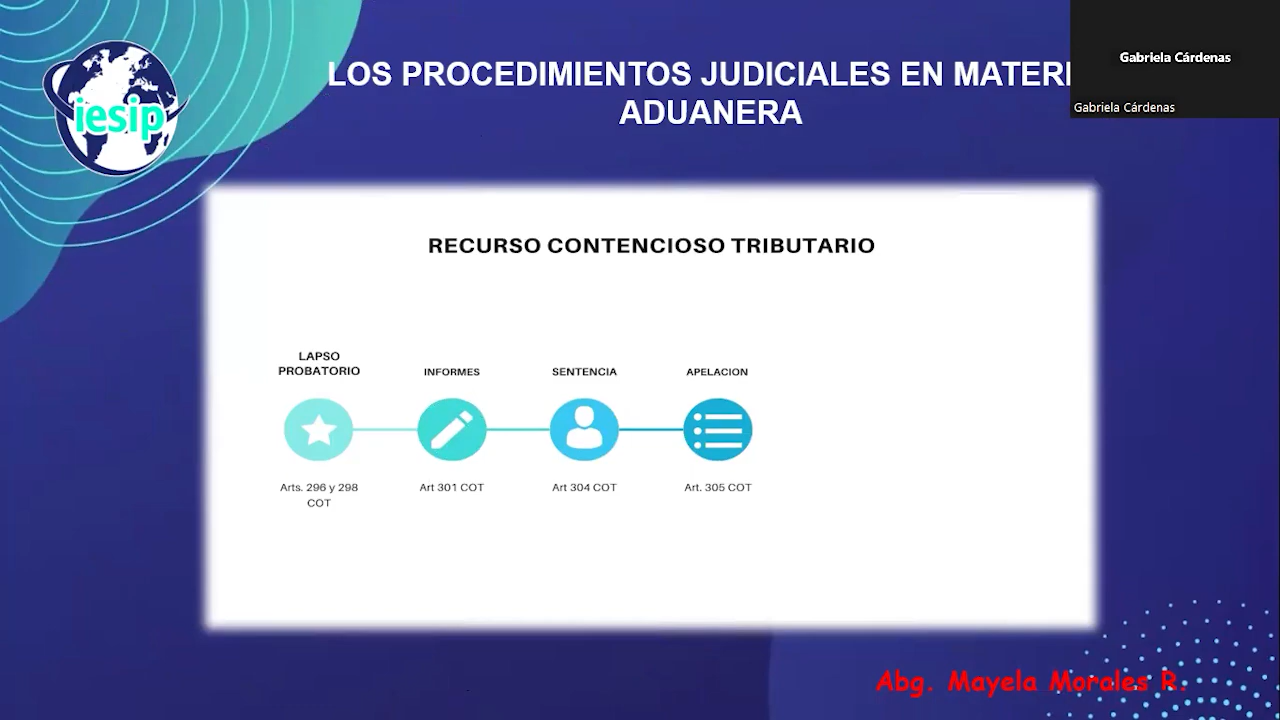 iesip
LOS PROCEDIMIENTOS JUDICIALES EN MATERI
ADUANERA
Gabriela Cárdenas
Gabriela Cárdenas
RECURSO CONTENCIOSO TRIBUTARIO
LAPSO
PROBATORIO
INFORMES
SENTENCIA
APELACION
Arts. 296 y 298
COT
Art 301 COT
Art 304 COT
Art. 305 COT
Abg. Mayela Morales R.